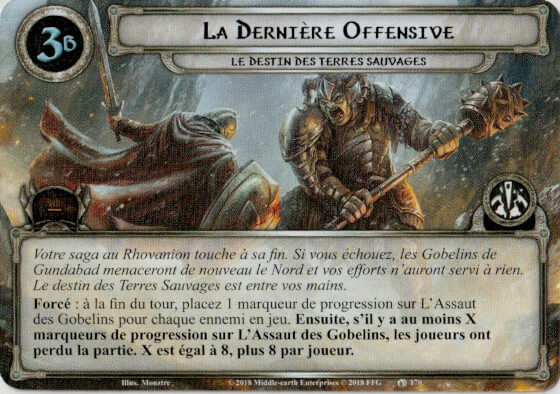 3B
LA DERNIÈRE OFFENSIVE
LE DESTIN DES TERRES SAUVAGES
Votre saga au Rhovanion touche à sa fin. Si vous échouez, les Gobelins de
Gundabad menaceront de nouveau le Nord et vos efforts n'auront servi à rien.
Le destin des Terres Sauvages est entre vos mains.
Forcé : à la fin du tour, placez 1 marqueur de progression sur L'Assaut
des Gobelins pour chaque ennemi en jeu. Ensuite, s'il y a au moins X
marqueurs de progression sur L'Assaut des Gobelins, les joueurs ont
perdu la partie. X est égal à 8, plus 8 par joueur.
Illus. Monztre © 2018 Middle-earth Enterprises © 2018 FFG 170